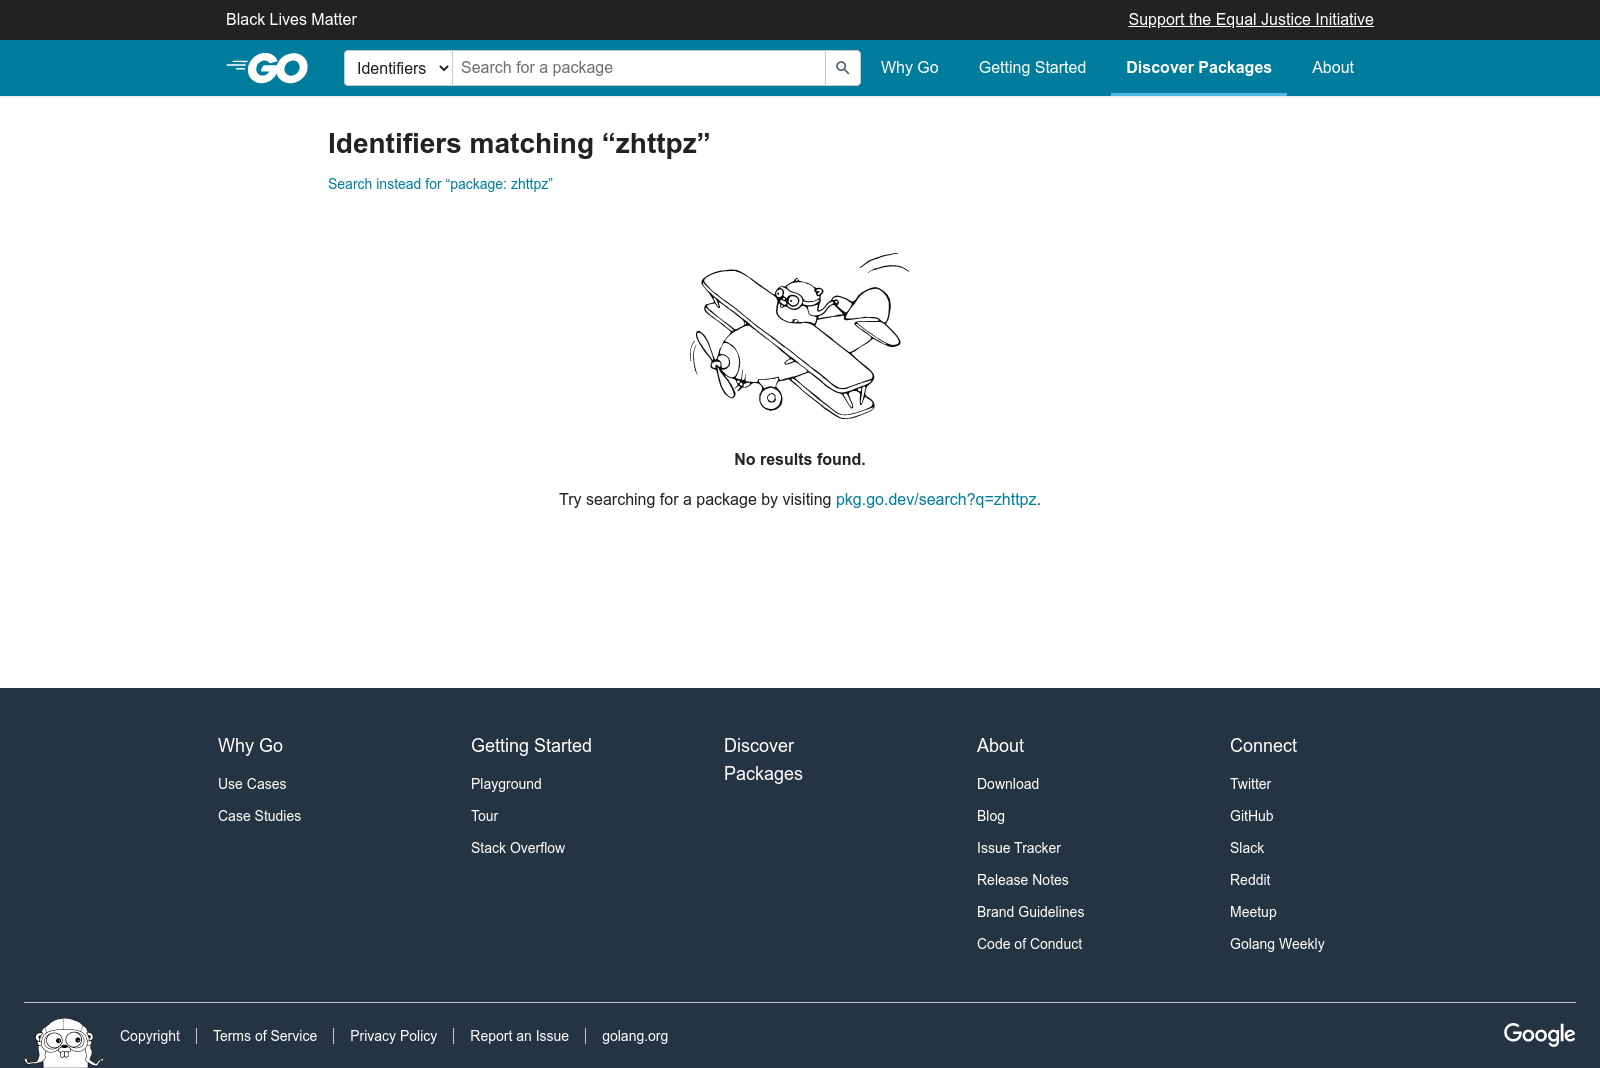 Black Lives Matter
Support the Equal Justice Initiative
GO
Identifiers
Search for a package
Why Go
Getting Started
Discover Packages
About
Identifiers matching “zhttpz”
Search instead for “package: zhttpz”
No results found.
Try searching for a package by visiting pkg.go.dev/search?q=zhttpz.
Why Go
Use Cases
Case Studies
Getting Started
Playground
Tour
Stack Overflow
Discover
Packages
About
Download
Blog
Issue Tracker
Release Notes
Brand Guidelines
Code of Conduct
Connect
Twitter
GitHub
Slack
Reddit
Meetup
Golang Weekly
Copyright
Terms of Service
Privacy Policy
Report an Issue
golang.org
Google